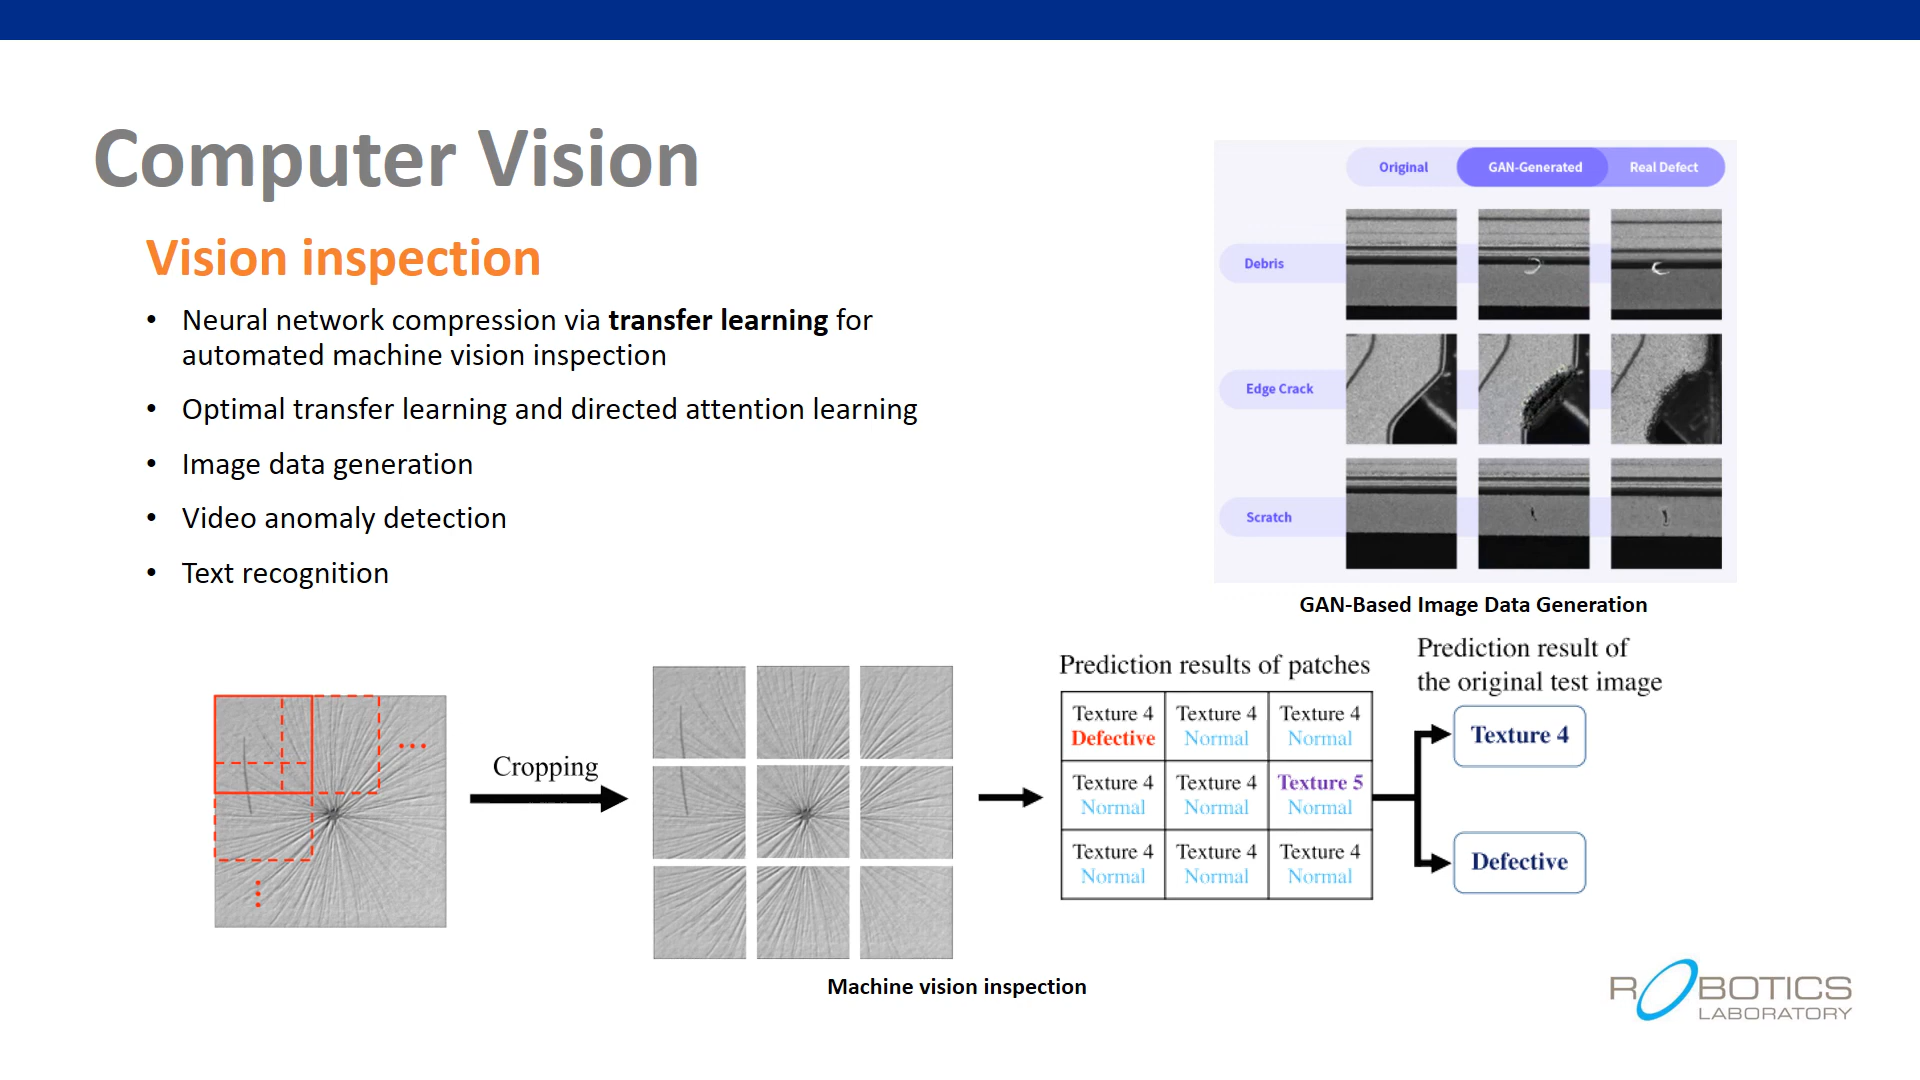 Computer Vision
Vision inspection
• Neural network compression via transfer learning for
automated machine vision inspection
• Optimal transfer learning and directed attention learning
• Image data generation
• Video anomaly detection
• Text recognition
Original GAN-Generated Real Defect
Debris
Edge Crack
Scratch
GAN-Based Image Data Generation
Cropping
Prediction results of patches
Texture 4 Texture 4 Texture 4
Defective Normal Normal
Texture 4 Texture 4 Texture 5
Normal Normal Normal
Texture 4 Texture 4 Texture 4
Normal Normal Normal
Prediction result of
the original test image
Texture 4
Defective
Machine vision inspection
ROBOTICS
LABORATORY